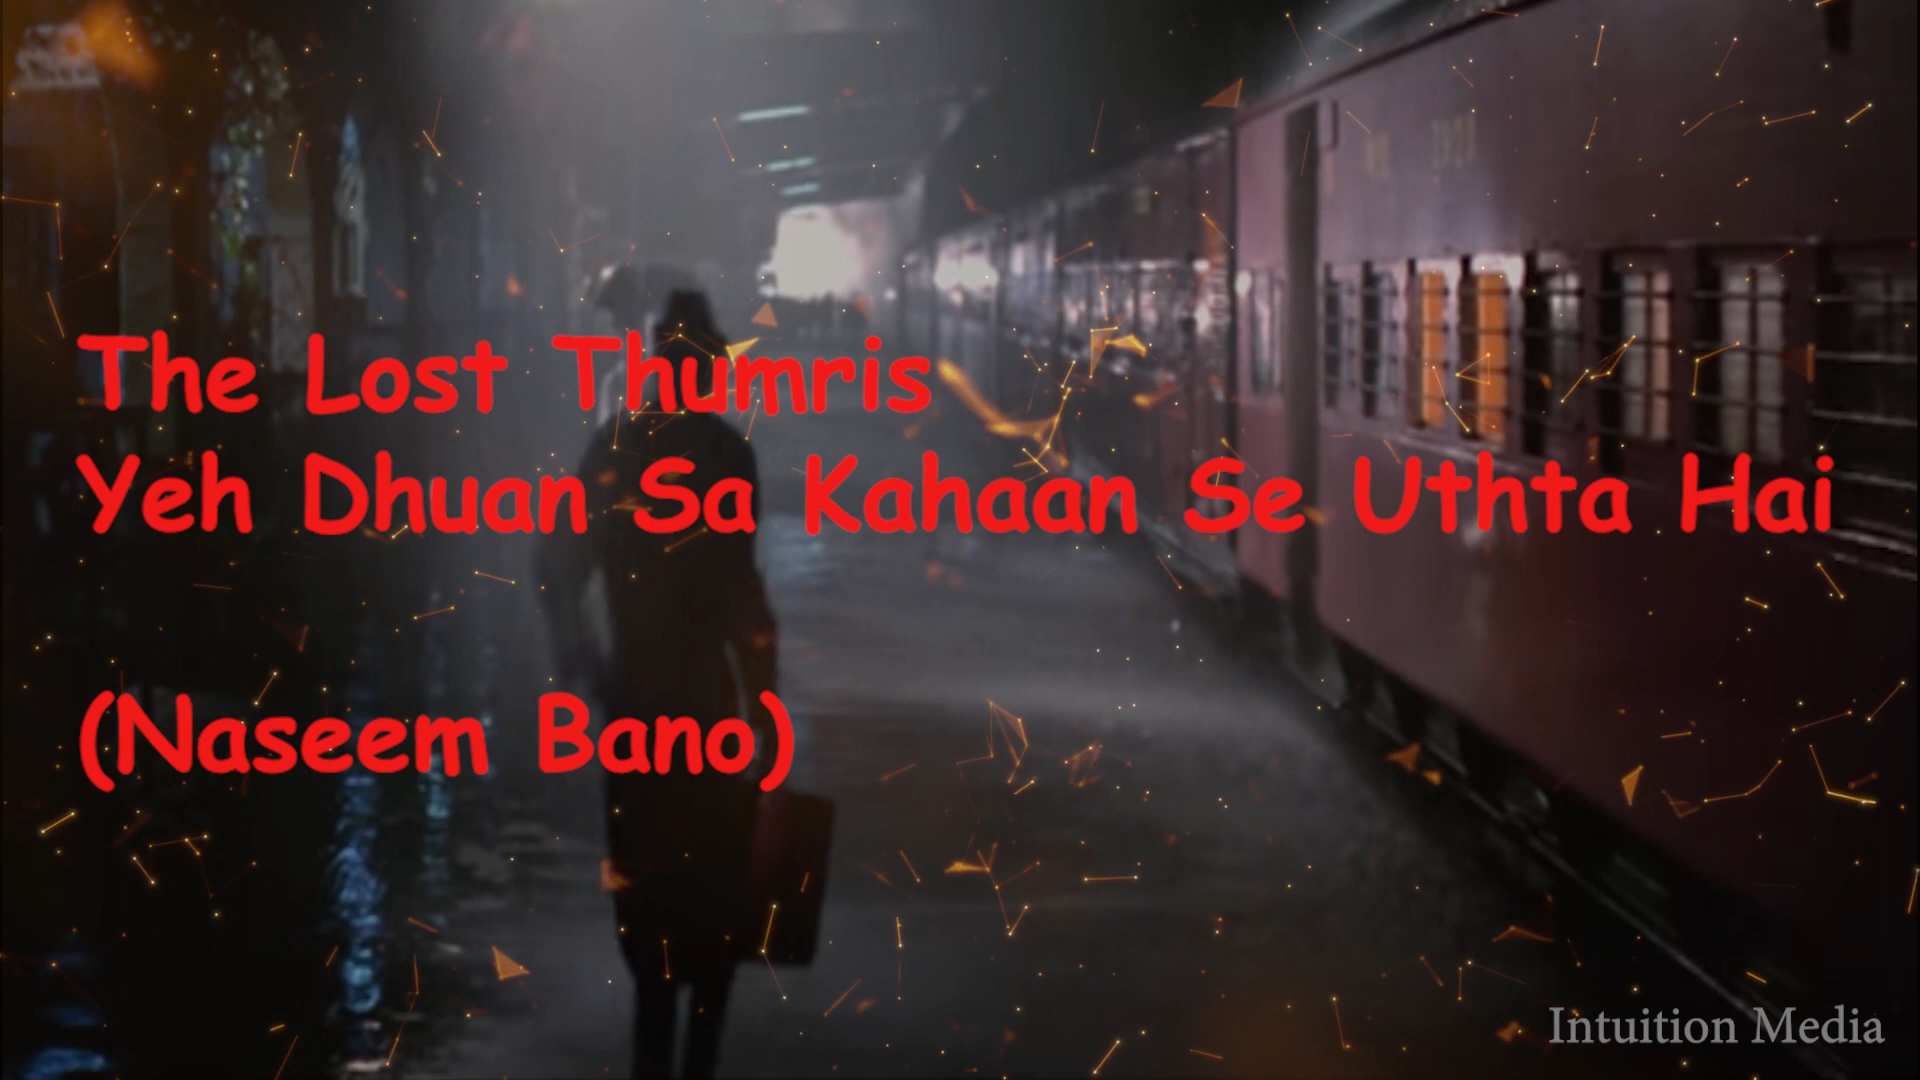 The Lost Thumris
Yeh Dhuan Sa Kahaan Se Uthta Hai
(Naseem Bano)
Intuition Media